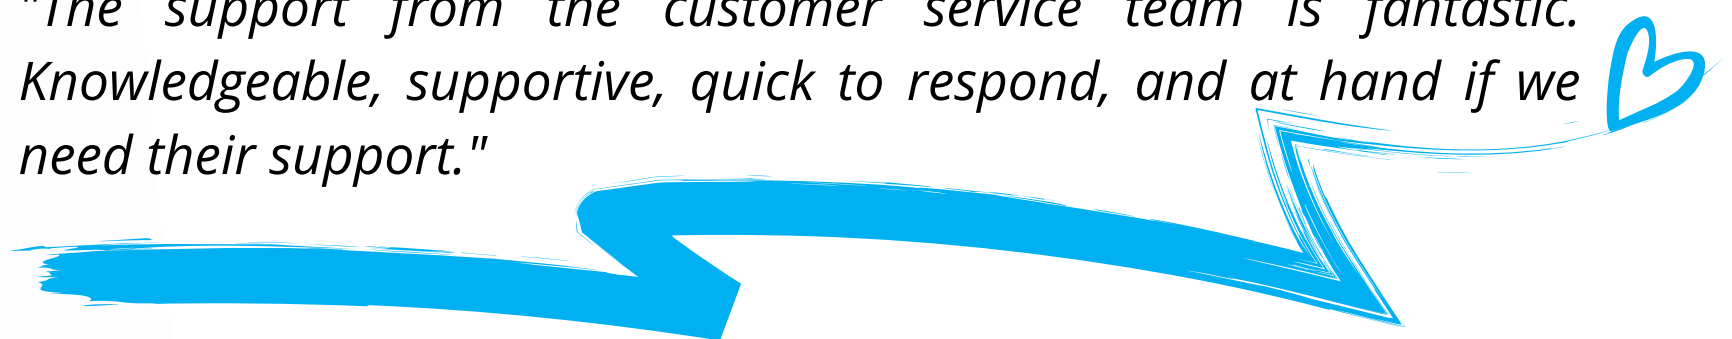 "The support from the customer service team is fantastic.
Knowledgeable, supportive, quick to respond, and at hand if we
need their support."